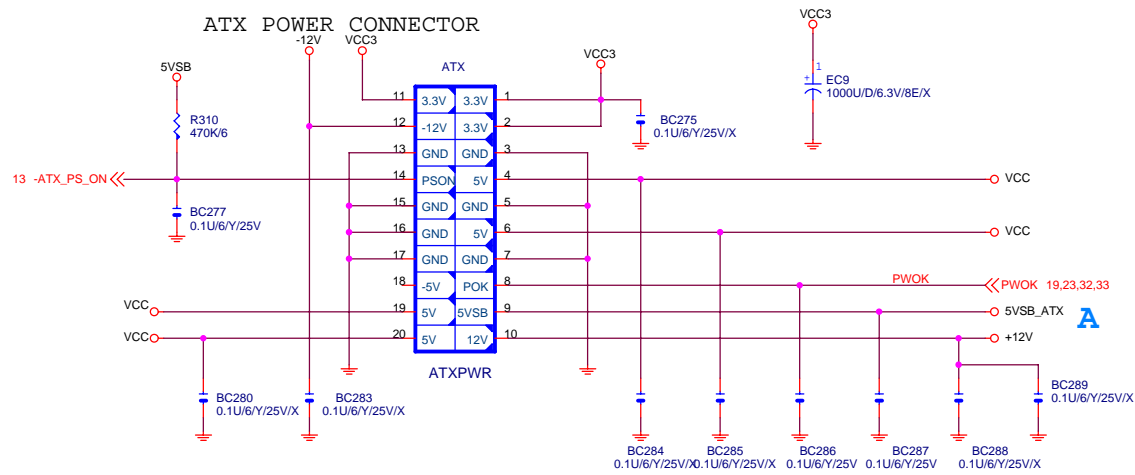 ATX POWER CONNECTOR
-12V
VCC3
VCC3
VCC3
5VSB
ATX
1
+
EC9
1000U/D/6.3V/8E/X
R310
470K/6
11 3.3V 3.3V 1
12 -12V 3.3V 2
BC275
0.1U/6/Y/25V/X
13 GND GND 3
13 -ATX_PS_ON
14 PSON 5V 4
VCC
15 GND GND 5
BC277
0.1U/6/Y/25V
16 GND 5V 6
VCC
17 GND GND 7
18 -5V POK 8
PWOK
PWOK 19,23,32,33
VCC
19 5V 5VSB 9
5VSB_ATX
A
VCC
20 5V 12V 10
+12V
ATXPWR
BC280
0.1U/6/Y/25V/X
BC283
0.1U/6/Y/25V/X
BC289
0.1U/6/Y/25V/X
BC284
0.1U/6/Y/25V/X
BC285
0.1U/6/Y/25V/X
BC286
0.1U/6/Y/25V
BC287
0.1U/6/Y/25V
BC288
0.1U/6/Y/25V/X